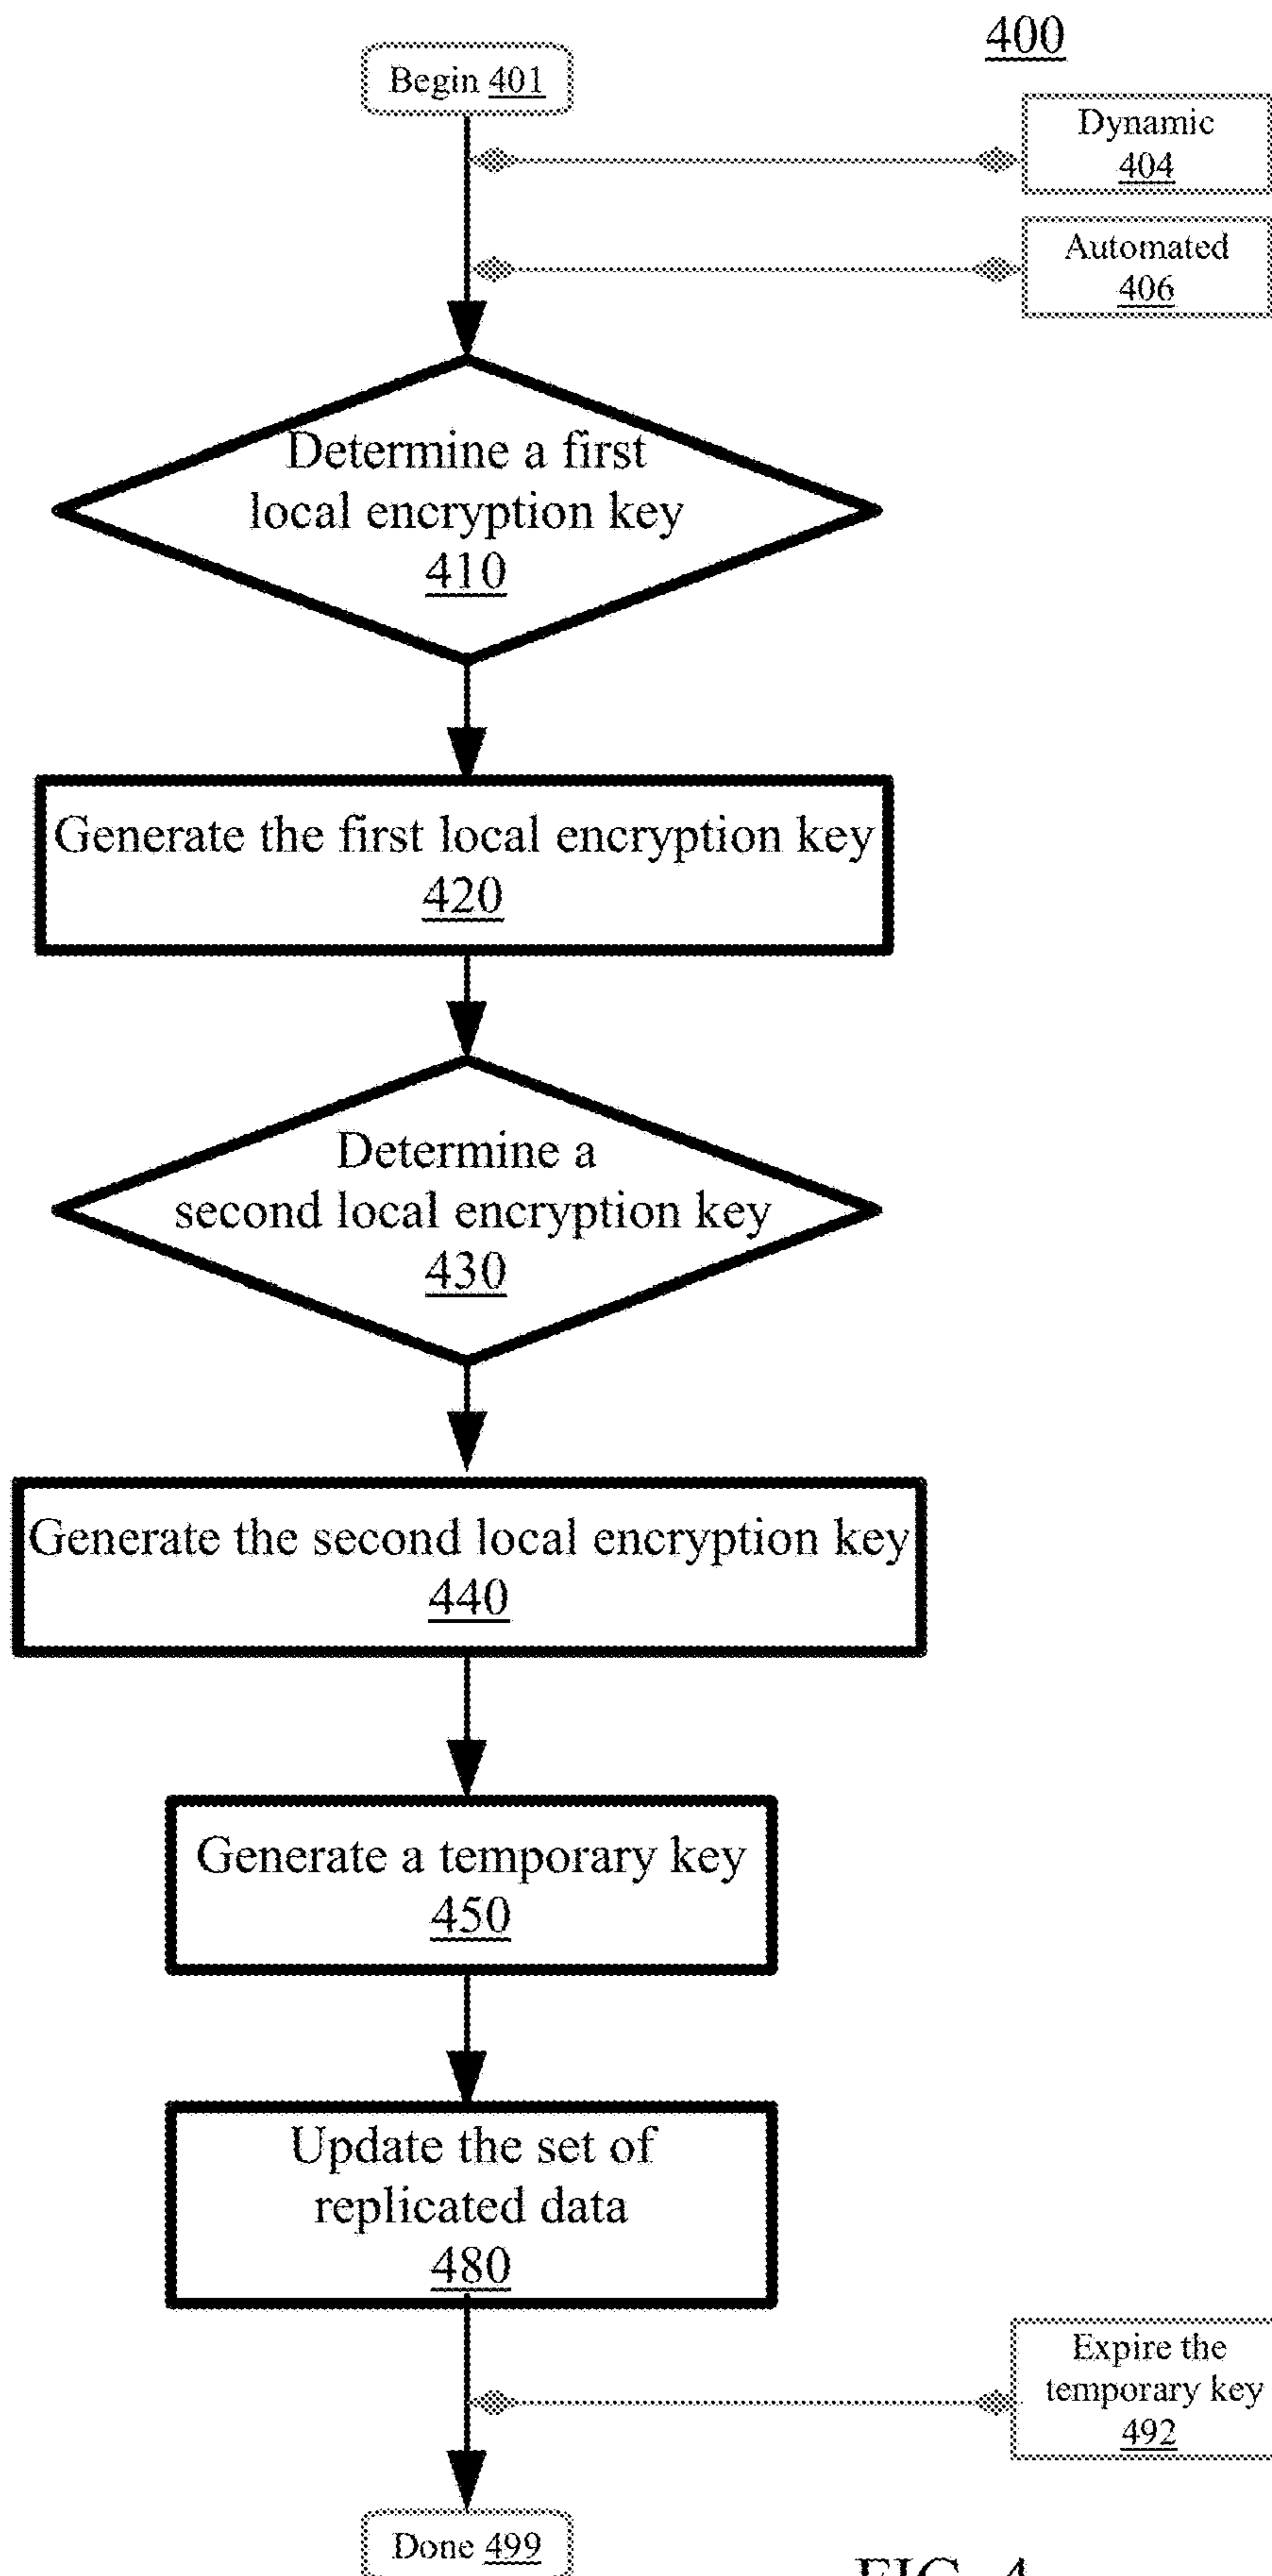 400
Begin 401
Dynamic
404
Automated
406
Determine a first
local encryption key
410
Generate the first local encryption key
420
Determine a
second local encryption key
430
Generate the second local encryption key
440
Generate a temporary key
450
Update the set of
replicated data
480
Expire the
temporary key
492
Done 499
FIG. 4